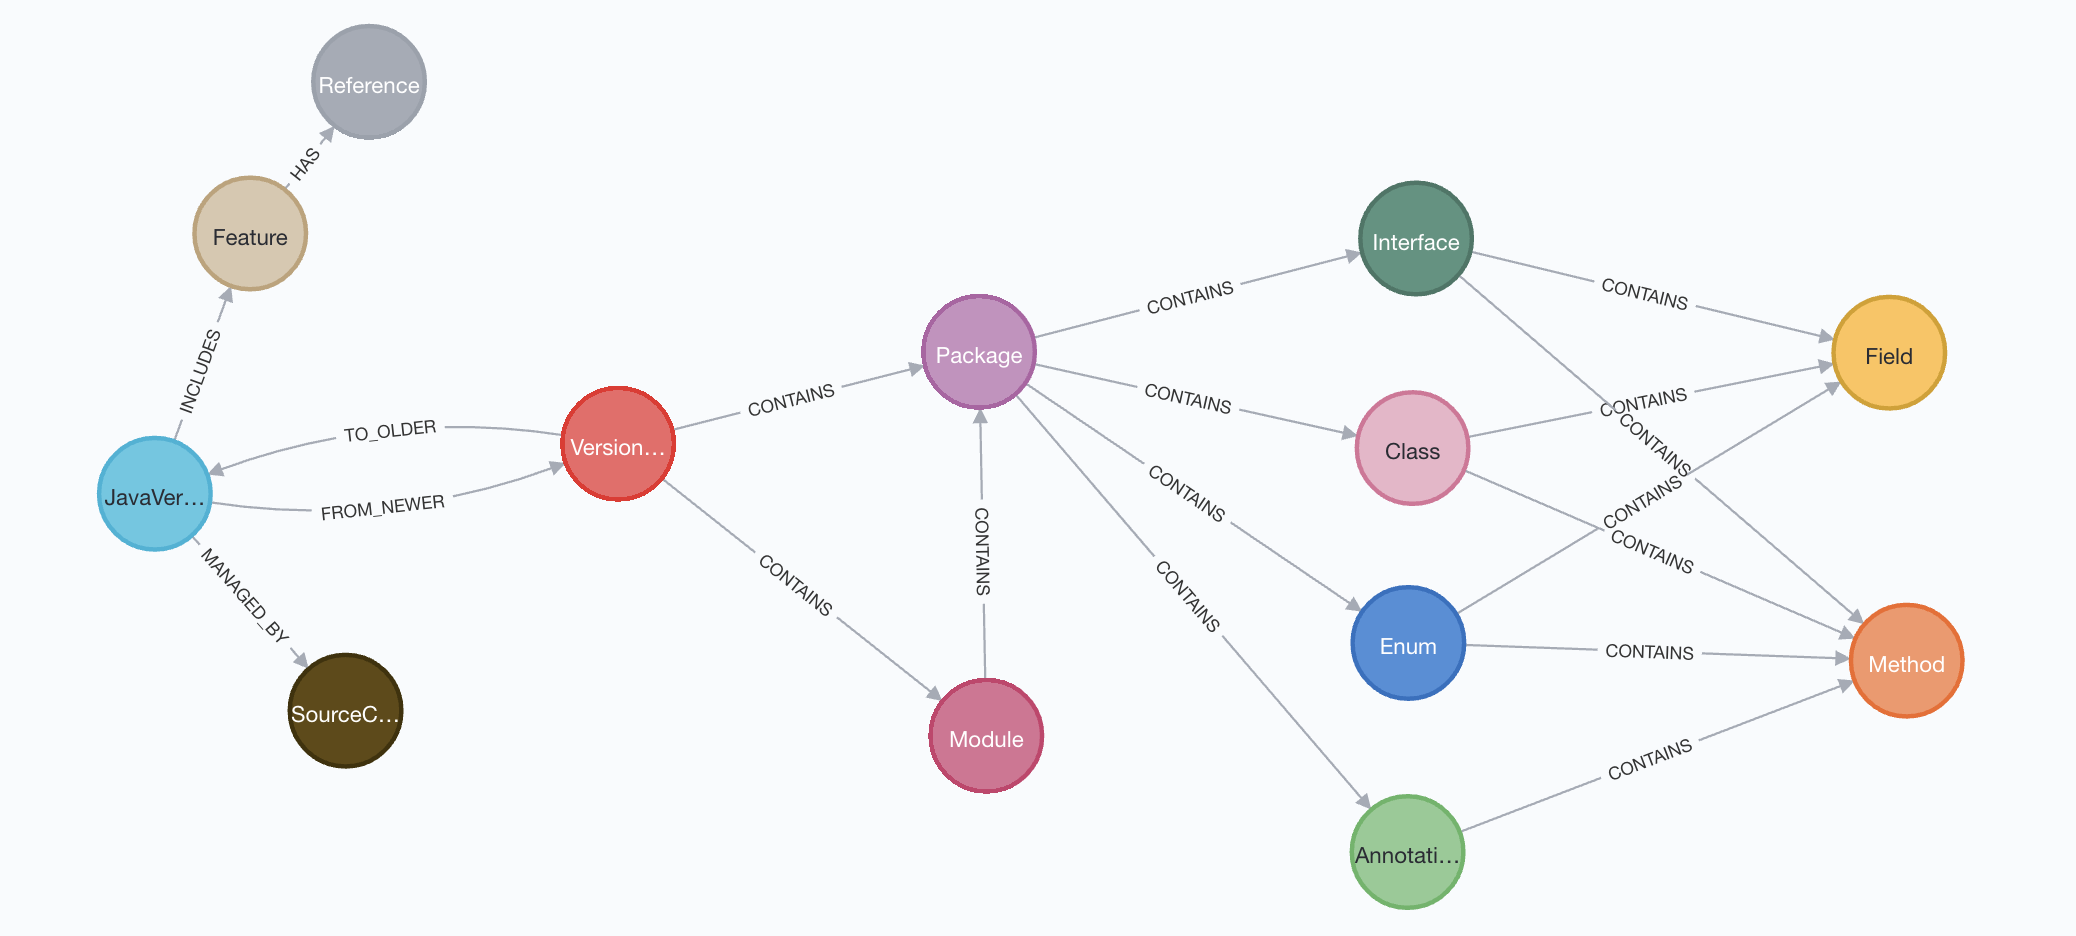 Reference
HAS
Feature
INCLUDES
TO_OLDER
FROM_NEWER
JavaVer...
Version...
MANAGED_BY
SourceC...
CONTAINS
CONTAINS
Package
CONTAINS
Module
CONTAINS
CONTAINS
CONTAINS
CONTAINS
Interface
Class
Enum
Annotati...
CONTAINS
CONTAINS
CONTAINS
CONTAINS
CONTAINS
CONTAINS
CONTAINS
Field
Method